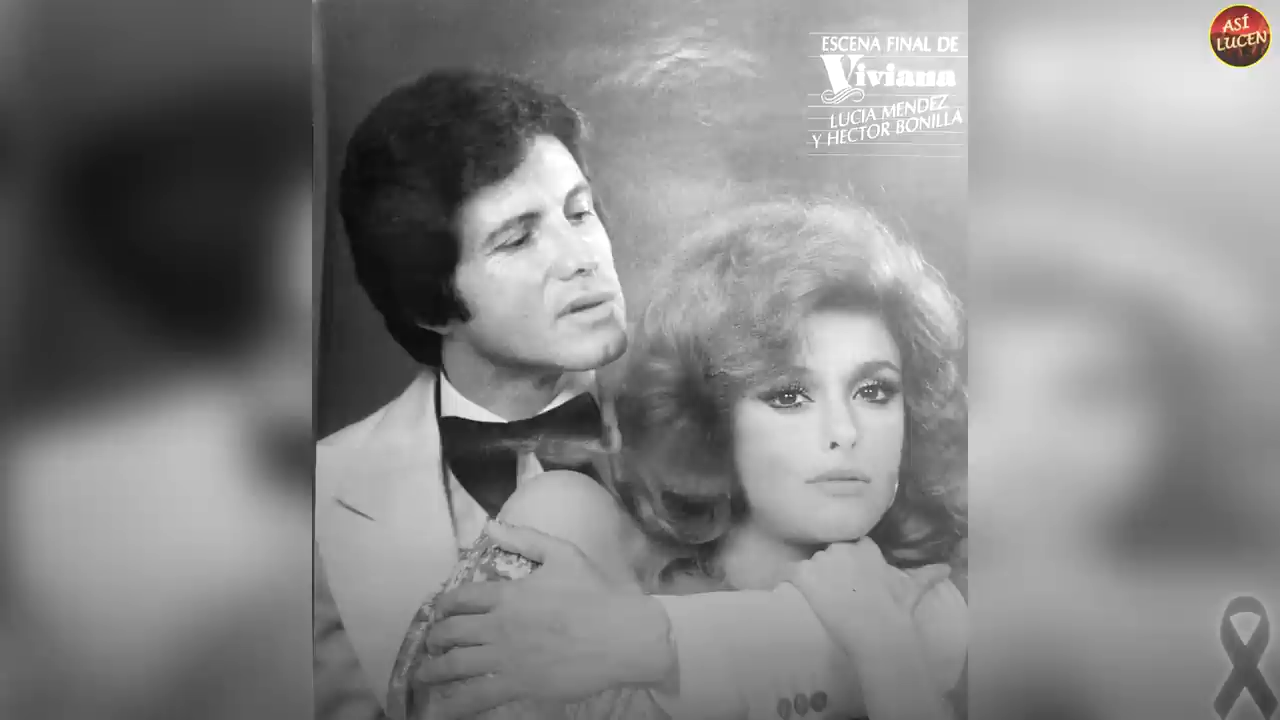 ESCENA FINAL DE
Viviana
LUCIA MENDEZ
Y HECTOR BONILLA
ASÍ
LUCEN